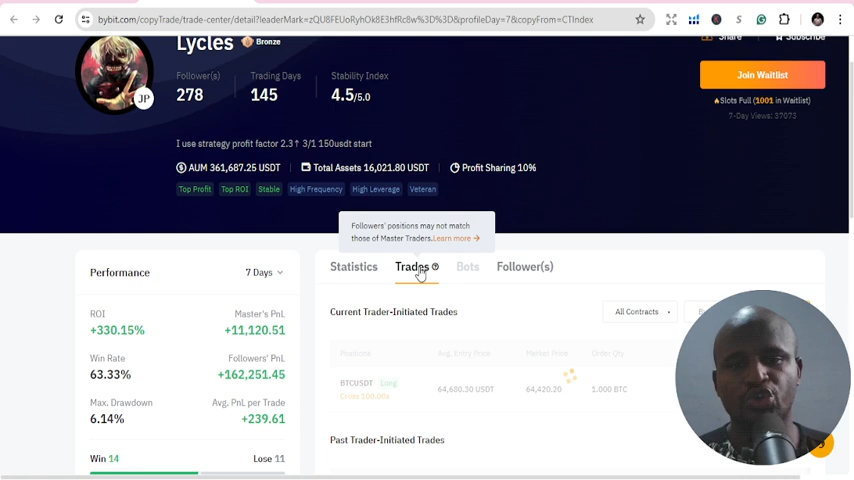 bybit.com/copyTrade/trade-center/detail?leaderMark=zQU8FEUoRyhOk8E3hfRc8w%3D%3D&profileDay=7&copyFrom=CTIndex
Lycles Bronze
Share Subscribe
Follower(s) Trading Days Stability Index
278 145 4.5/5.0
JP
Join Waitlist
Slots Full (1001 in Waitlist)
7-Day Views: 37073
I use strategy profit factor 2.3↑ 3/1 150usdt start
AUM 361,687.25 USDT Total Assets 16,021.80 USDT Profit Sharing 10%
Top Profit Top ROI Stable High Frequency High Leverage Veteran
Followers' positions may not match
those of Master Traders. Learn more →
Performance 7 Days
Statistics Trades Bots Follower(s)
ROI Master's PnL
+330.15% +11,120.51
Win Rate Followers' PnL
63.33% +162,251.45
Max. Drawdown Avg. PnL per Trade
6.14% +239.61
Win 14 Lose 11
Current Trader-Initiated Trades All Contracts
Positions Avg. Entry Price Market Price Order Qty
BTCUSDT Long 64,680.30 USDT 64,420.20 1.000 BTC
Cross 100.00x
Past Trader-Initiated Trades